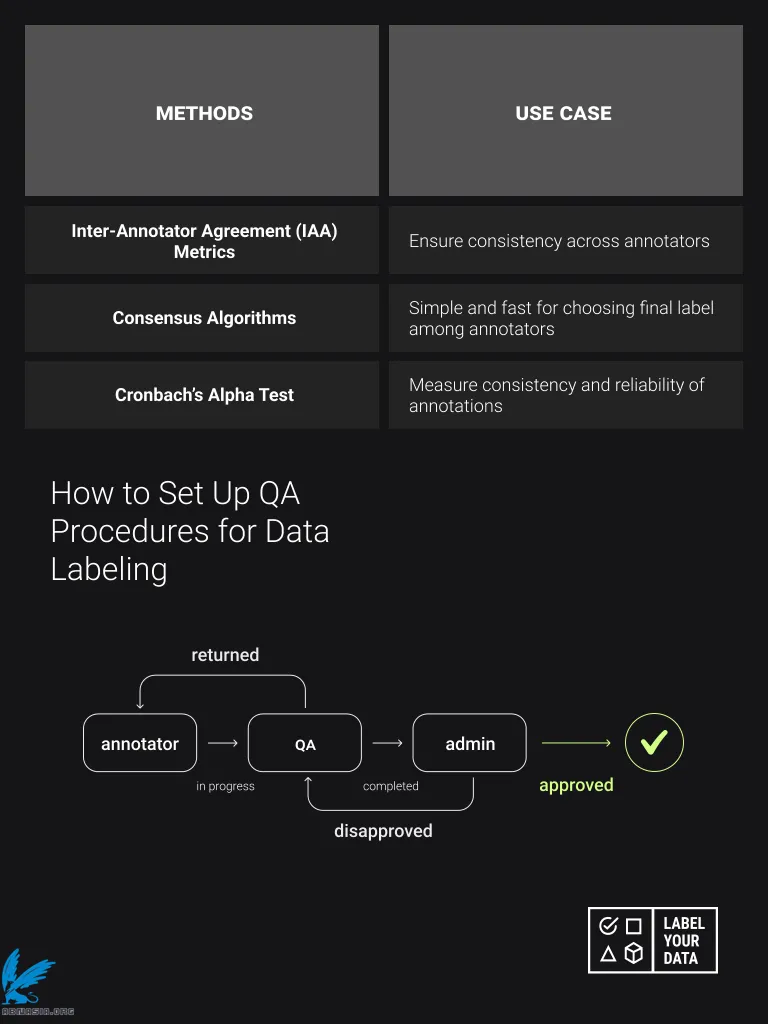 METHODS
USE CASE
Inter-Annotator Agreement (IAA)
Metrics
Ensure consistency across annotators
Consensus Algorithms
Simple and fast for choosing final label
among annotators
Cronbach’s Alpha Test
Measure consistency and reliability of
annotations
How to Set Up QA
Procedures for Data
Labeling
returned
annotator
QA
admin
in progress
completed
approved
disapproved
LABEL
YOUR
DATA